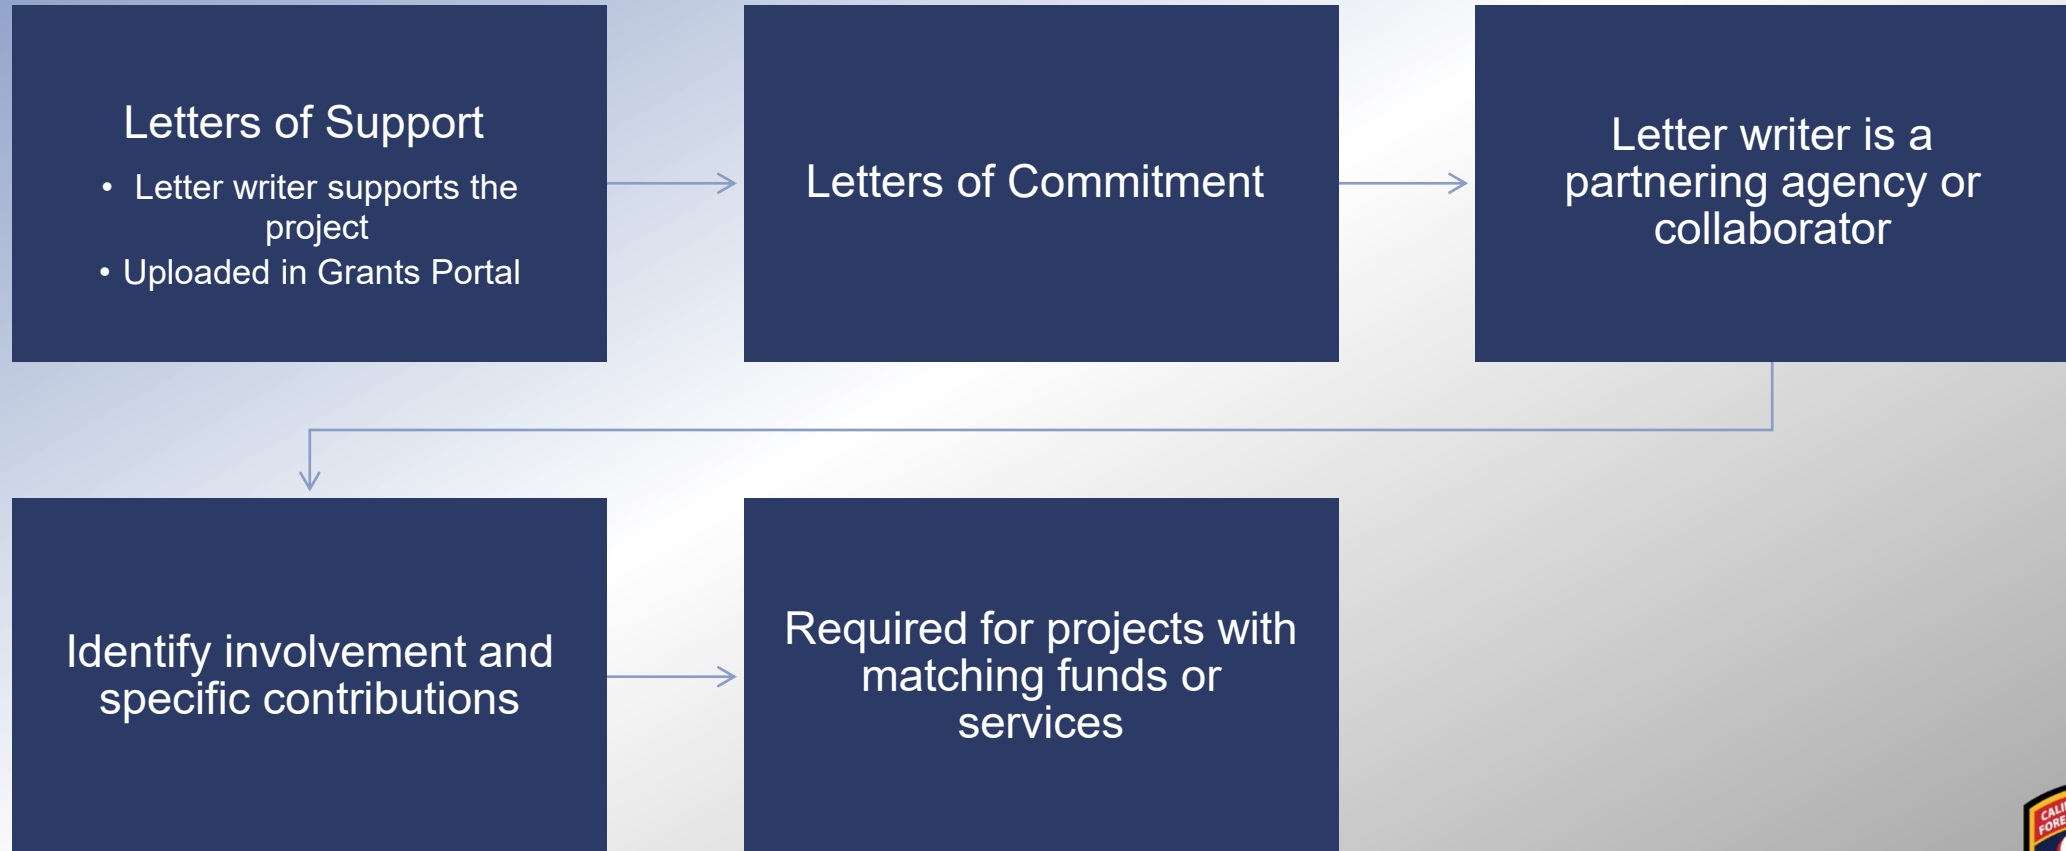 Letters of Support
• Letter writer supports the
project
• Uploaded in Grants Portal
Letters of Commitment
Letter writer is a
partnering agency or
collaborator
Identify involvement and
specific contributions
Required for projects with
matching funds or
services